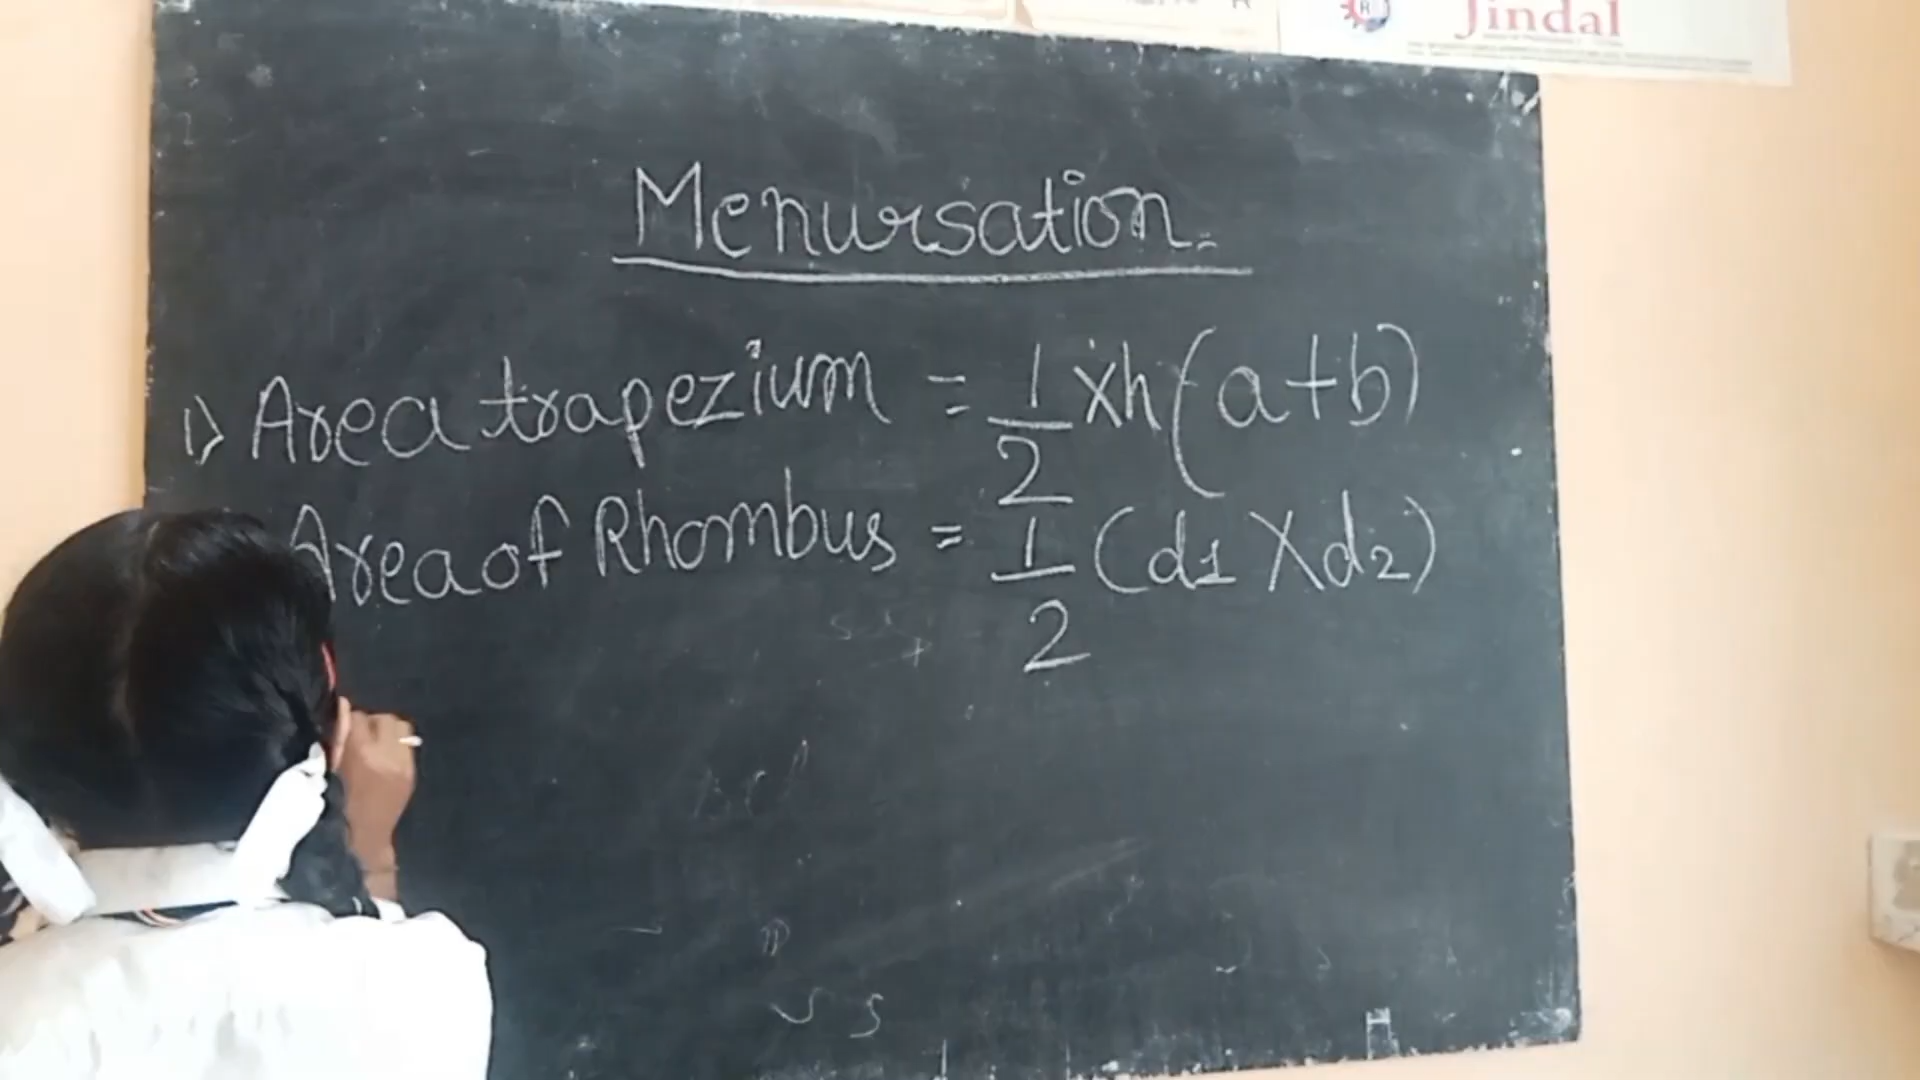 Jindal
Menursation.
1) Area trapezium = 1/2 xh(a+b)
Area of Rhombus = 1/2 (d1 X d2)